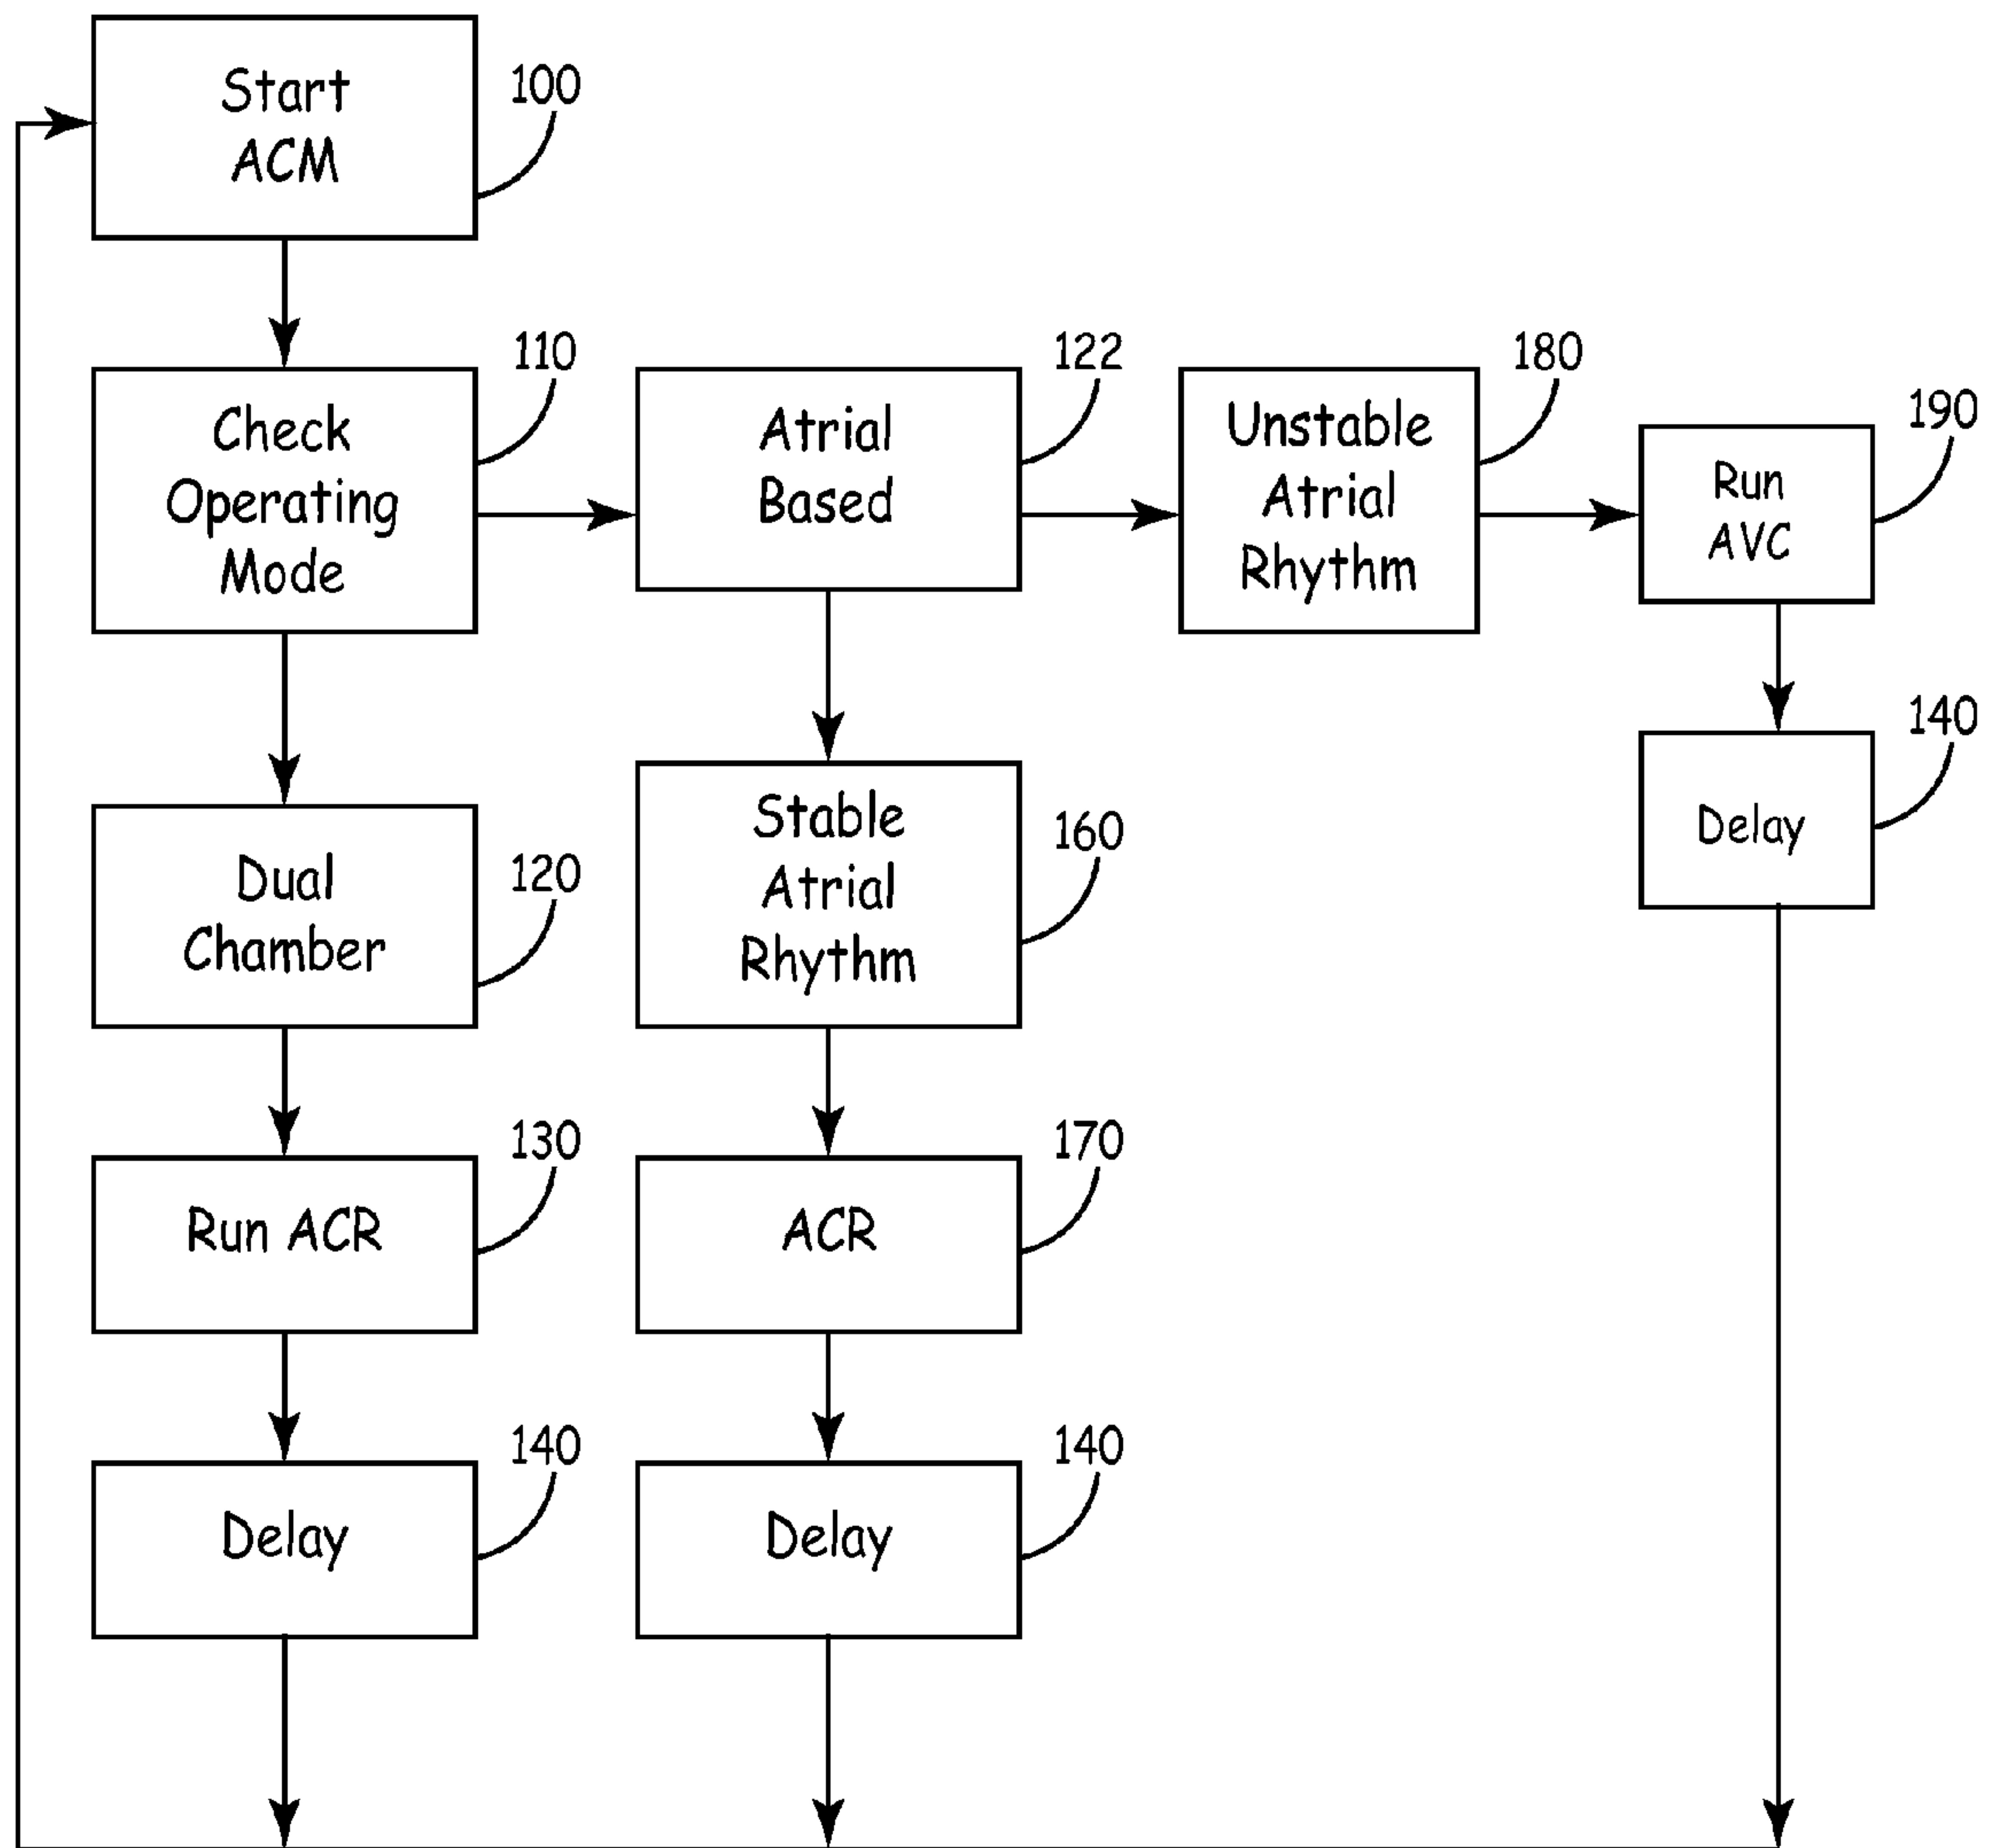 Start
ACM
100
Check
Operating
Mode
110
Atrial
Based
122
Unstable
Atrial
Rhythm
180
Run
AVC
190
Delay
140
Dual
Chamber
120
Stable
Atrial
Rhythm
160
Run ACR
130
ACR
170
Delay
140
Delay
140